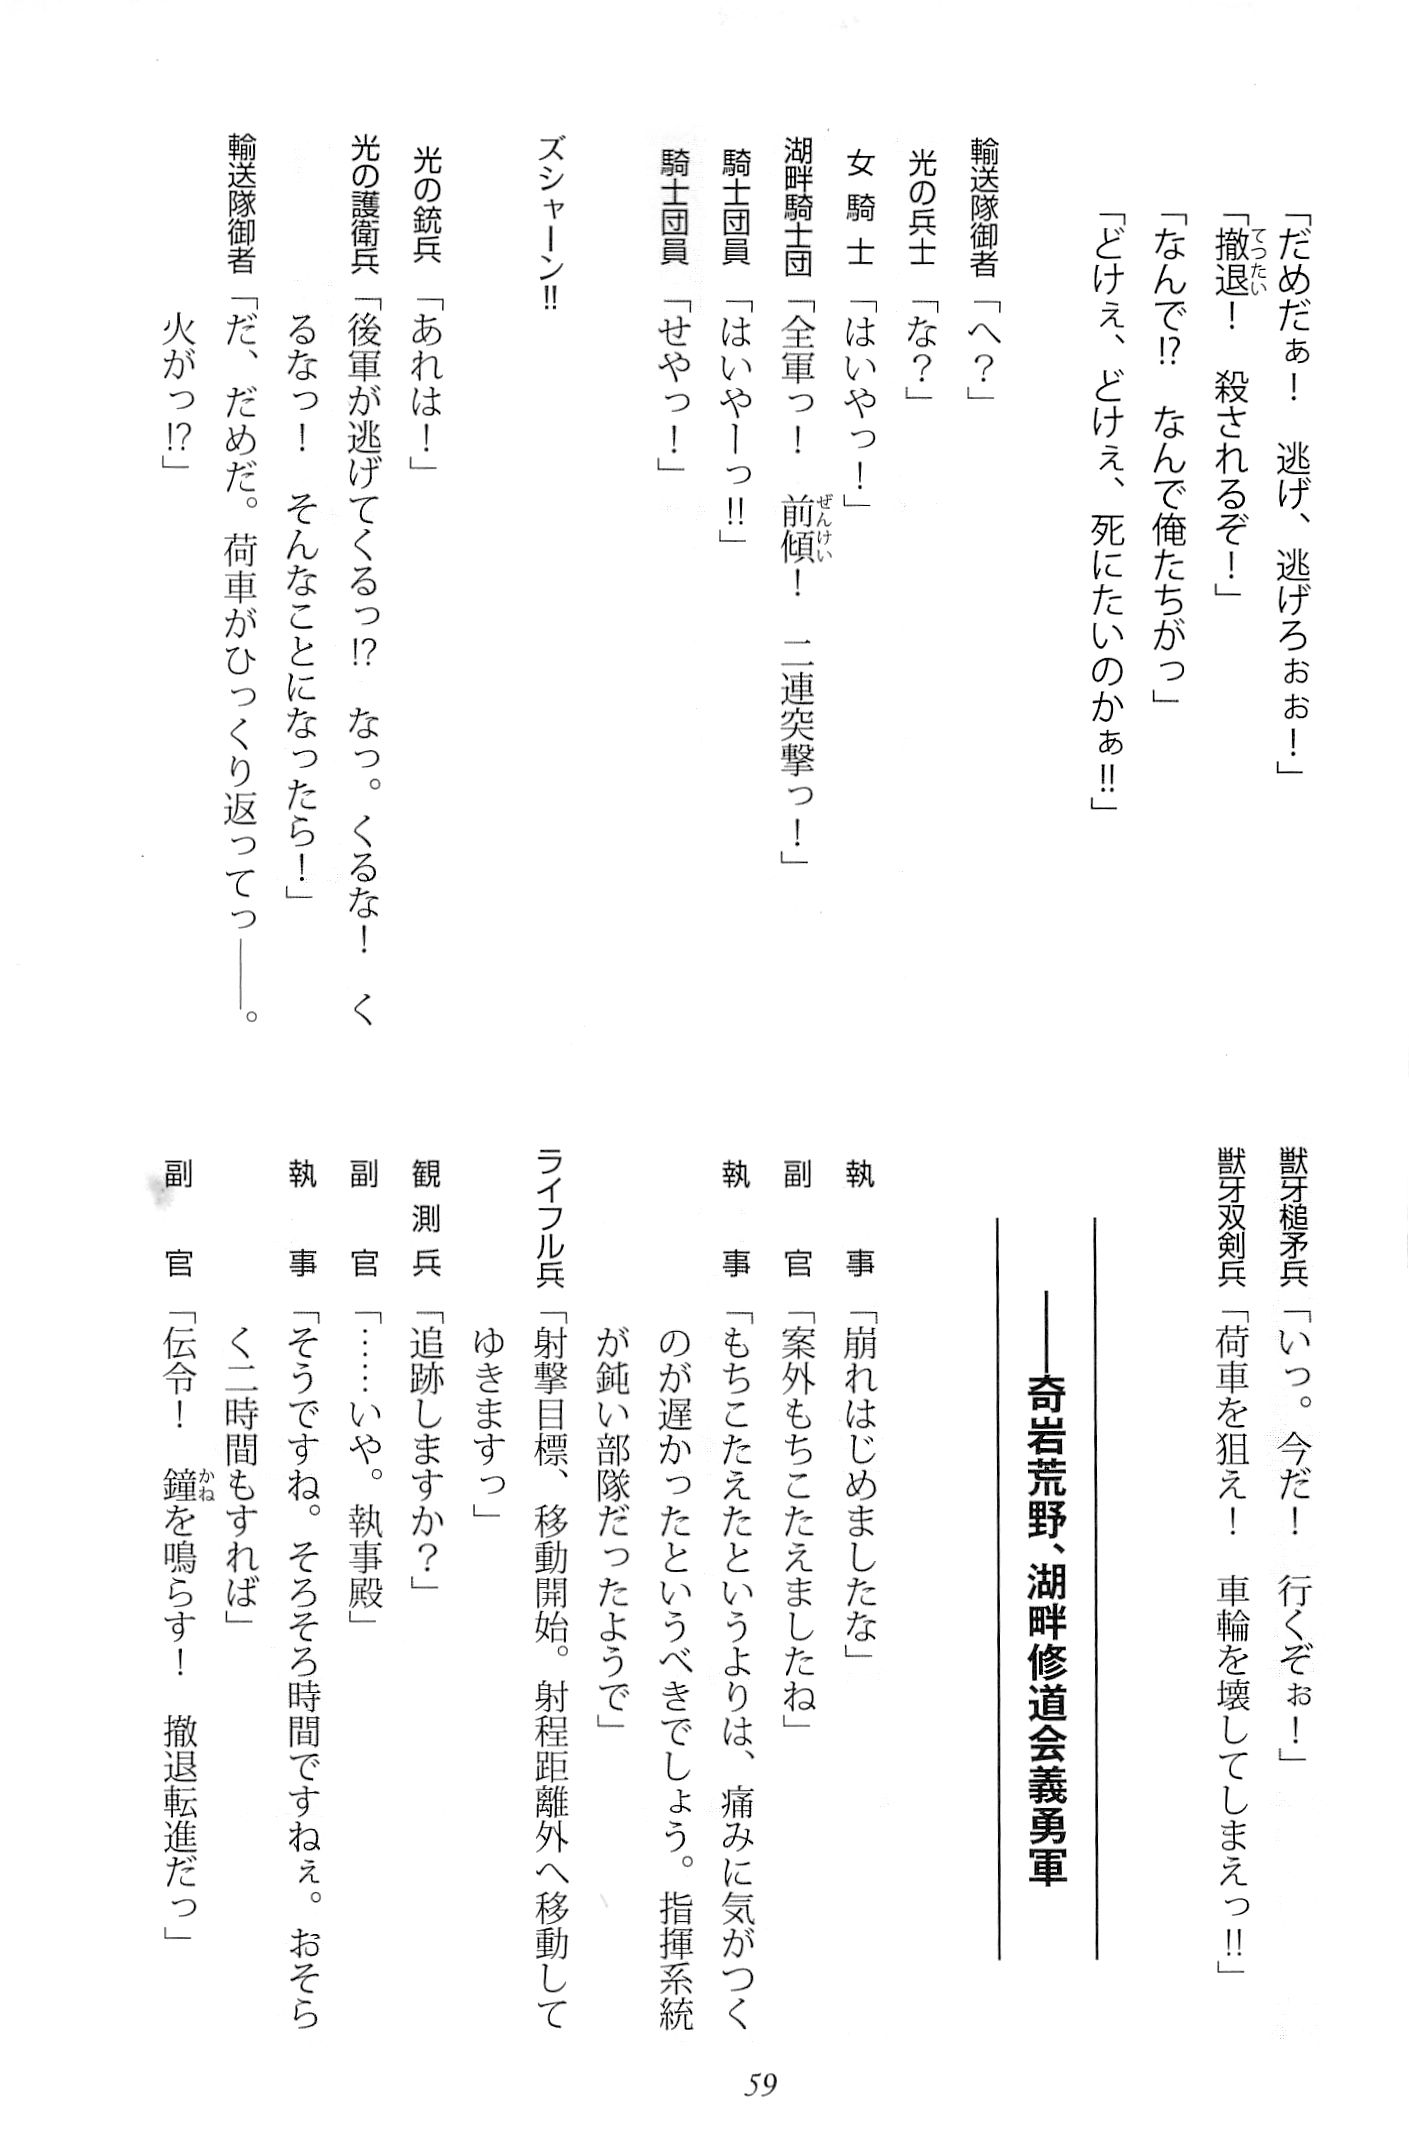 「だめだぁ！　逃げ、逃げろぉぉ！」
「撤退！　殺されるぞ！」
「なんで⁉　なんで俺たちがっ」
「どけぇ、どけぇ、死にたいのかぁ‼」
輸送隊御者「へ？」
光の兵士「な？」
女騎士「はいやっ！」
湖畔騎士団「全軍っ！　前傾！　二連突撃っ！」
騎士団員「はいやーっ‼」
騎士団員「せやっ！」
ズシャーン‼
光の銃兵「あれは！」
光の護衛兵「後軍が逃げてくるっ⁉　なっ。くるな！　く
るなっ！　そんなことになったら！」
輸送隊御者「だ、だめだ。荷車がひっくり返ってっ――。
火がっ⁉」
獣牙槌矛兵「いっ。今だ！　行くぞぉ！」
獣牙双剣兵「荷車を狙え！　車輪を壊してしまえっ‼」
――奇岩荒野、湖畔修道会義勇軍
執事「崩れはじめましたな」
副官「案外もちこたえましたね」
執事「もちこたえたというよりは、痛みに気がつく
のが遅かったというべきでしょう。指揮系統
が鈍い部隊だったようで」
ライフル兵「射撃目標、移動開始。射程距離外へ移動して
ゆきますっ」
観測兵「追跡しますか？」
副官「……いや。執事殿」
執事「そうですね。そろそろ時間ですねぇ。おそら
く二時間もすれば」
副官「伝令！　鐘を鳴らす！　撤退転進だっ」
てったい
ぜんけい
かね
59